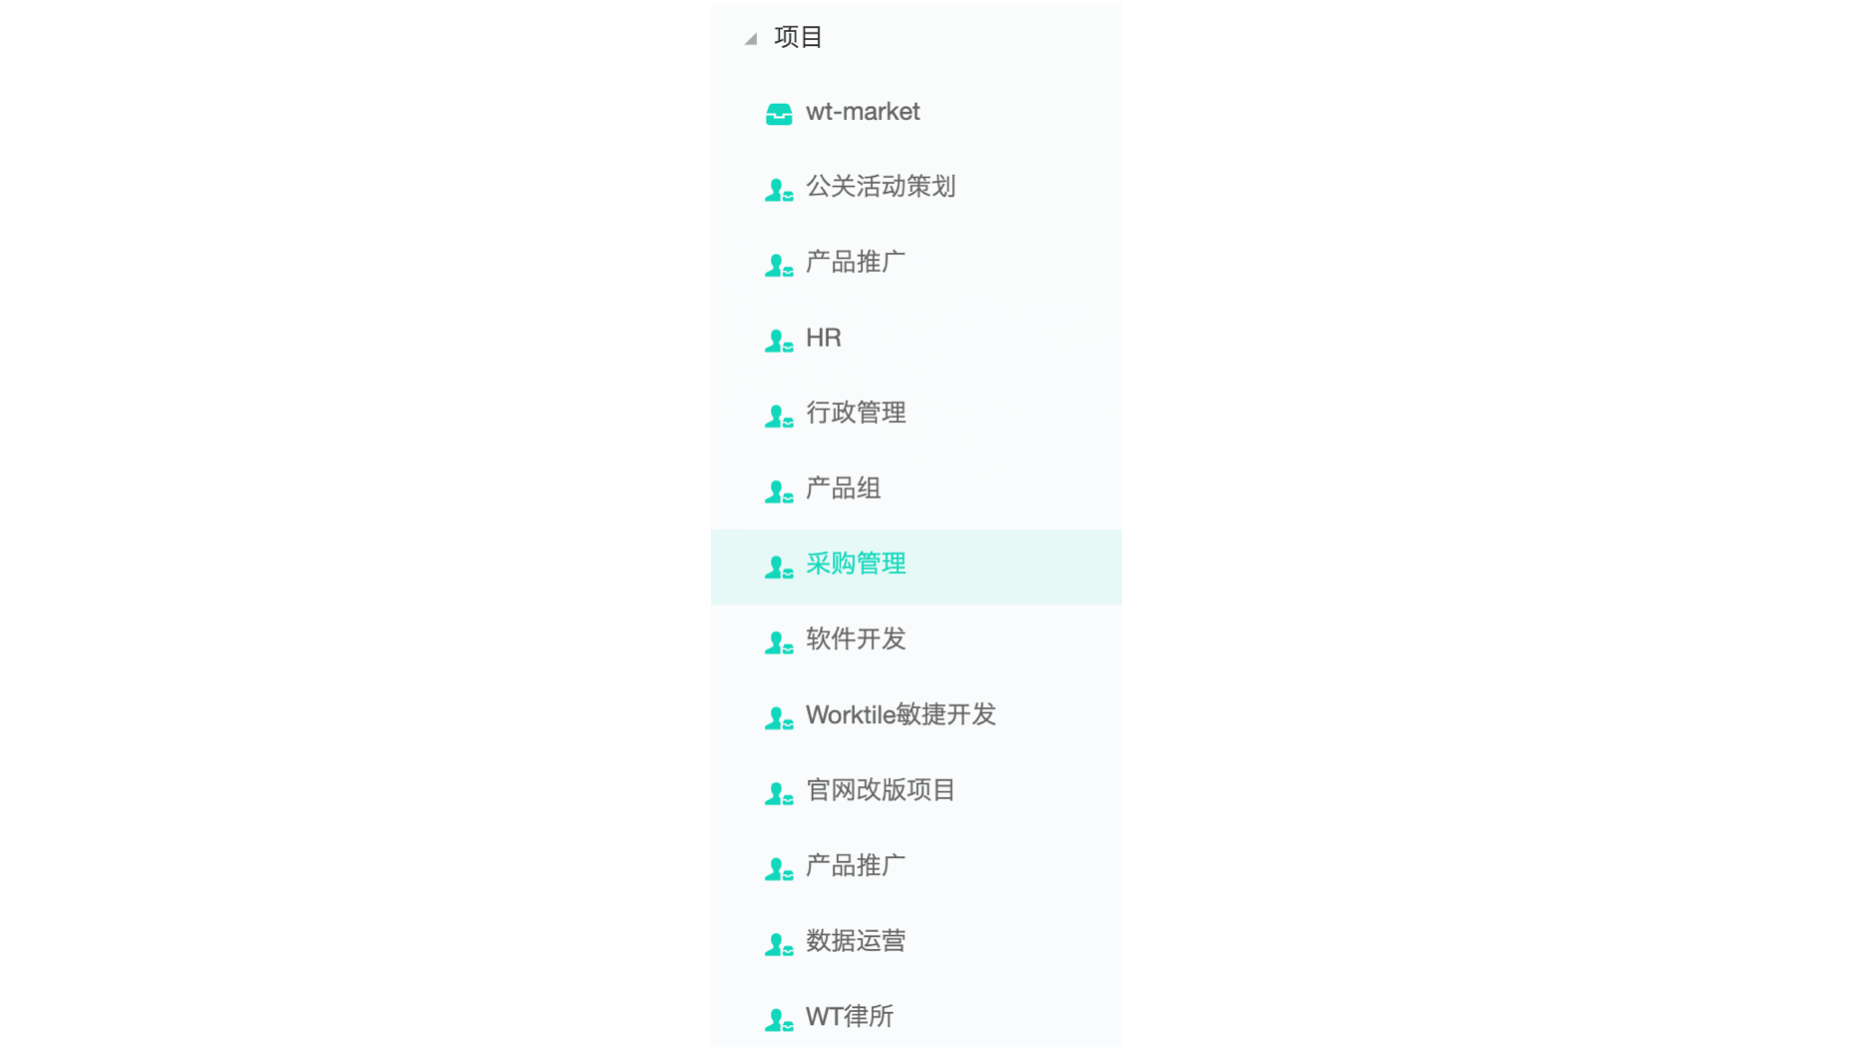 项目
wt-market
公关活动策划
产品推广
HR
行政管理
产品组
采购管理
软件开发
Worktile敏捷开发
官网改版项目
产品推广
数据运营
WT律所